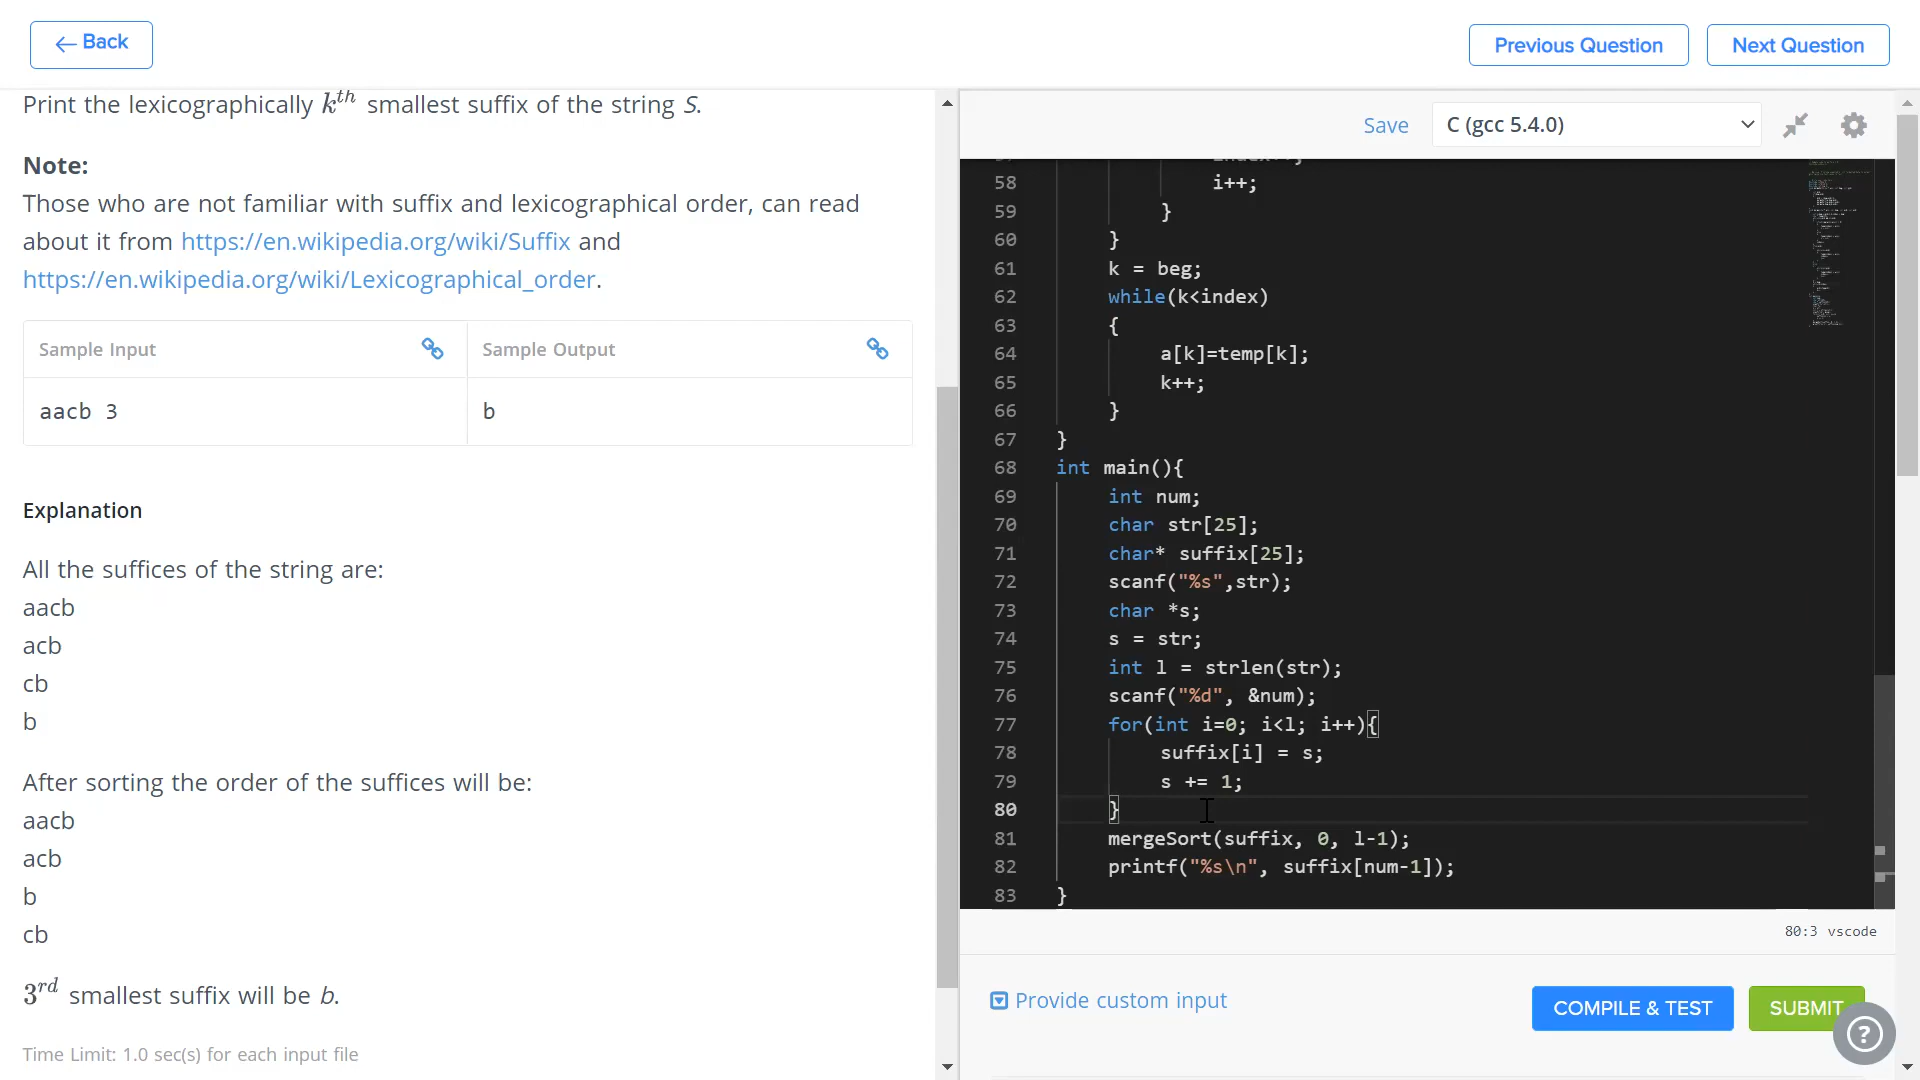 ← Back
Previous Question
Next Question
Print the lexicographically kth smallest suffix of the string S.
Note:
Those who are not familiar with suffix and lexicographical order, can read
about it from https://en.wikipedia.org/wiki/Suffix and
https://en.wikipedia.org/wiki/Lexicographical_order.
Sample Input
Sample Output
aacb 3
b
Explanation
All the suffices of the string are:
aacb
acb
cb
b
After sorting the order of the suffices will be:
aacb
acb
b
cb
3rd smallest suffix will be b.
Time Limit: 1.0 sec(s) for each input file
Save
C (gcc 5.4.0)
58 i++;
59 }
60 }
61 k = beg;
62 while(k<index)
63 {
64 a[k]=temp[k];
65 k++;
66 }
67 }
68 int main(){
69 int num;
70 char str[25];
71 char* suffix[25];
72 scanf("%s",str);
73 char *s;
74 s = str;
75 int l = strlen(str);
76 scanf("%d", &num);
77 for(int i=0; i<l; i++){
78 suffix[i] = s;
79 s += 1;
80 }
81 mergeSort(suffix, 0, l-1);
82 printf("%s\n", suffix[num-1]);
83 }
80:3 vscode
Provide custom input
COMPILE & TEST
SUBMIT
?